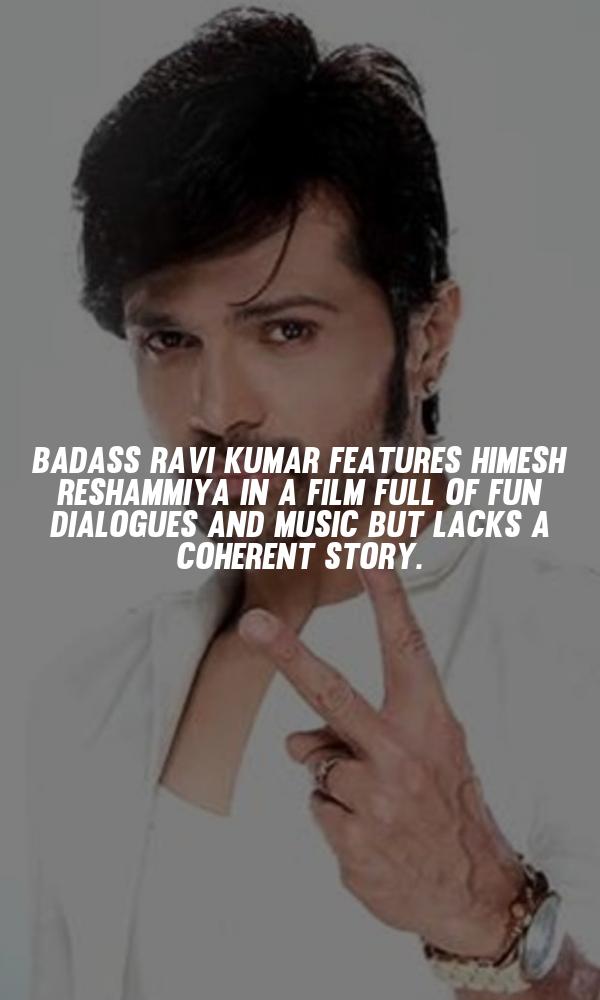 BADASS RAVI KUMAR FEATURES HIMESH
RESHAMMIYA IN A FILM FULL OF FUN
DIALOGUES AND MUSIC BUT LACKS A
COHERENT STORY.